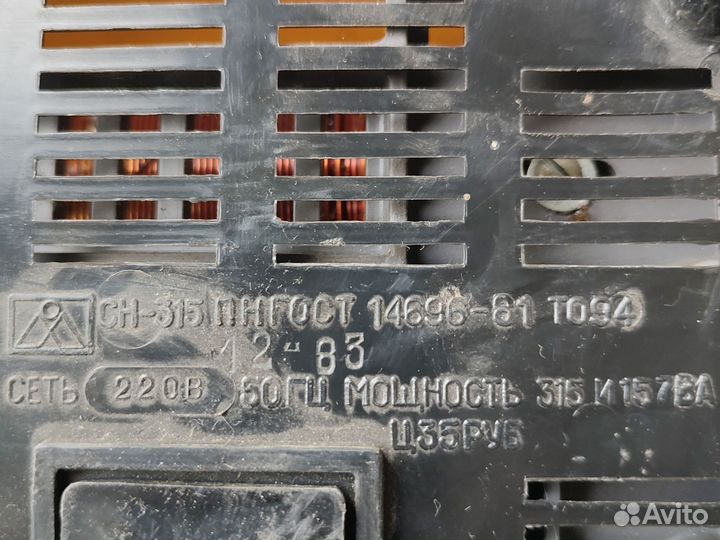 СН-315 ПН ГОСТ 14696-81 ТО94
12-83
СЕТЬ 220В 50ГЦ МОЩНОСТЬ 315 И 157ВА
Ц35РУБ
Avito